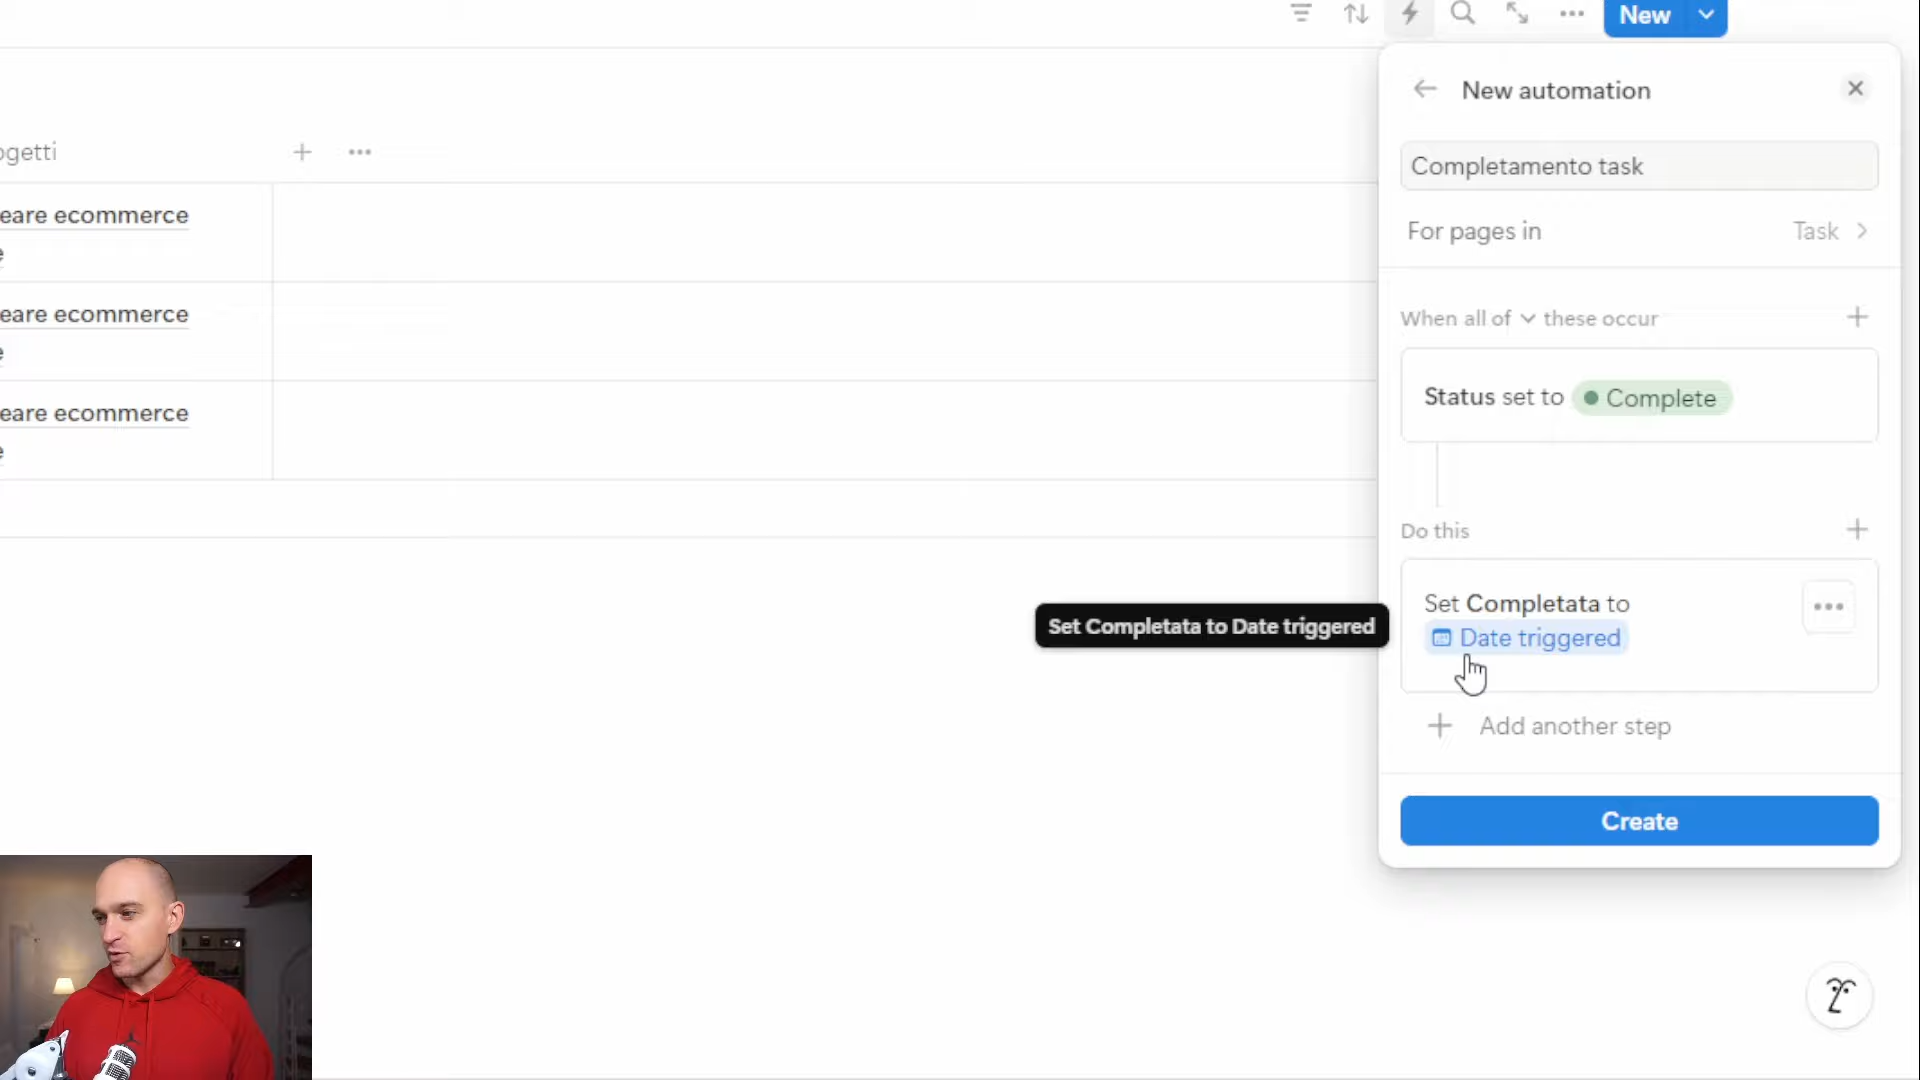 New
New automation
ogetti
Completamento task
eare ecommerce
e
For pages in Task
eare ecommerce
e
When all of these occur
eare ecommerce
e
Status set to Complete
Do this
Set Completata to
Date triggered
Set Completata to Date triggered
Add another step
Create